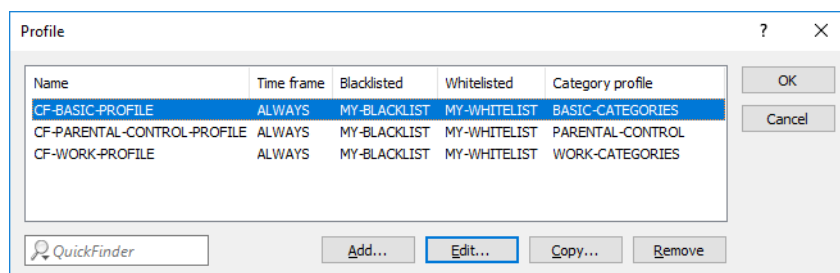 Profile ?
Name Time frame Blacklisted Whitelisted Category profile
CF-BASIC-PROFILE ALWAYS MY-BLACKLIST MY-WHITELIST BASIC-CATEGORIES
CF-PARENTAL-CONTROL-PROFILE ALWAYS MY-BLACKLIST MY-WHITELIST PARENTAL-CONTROL
CF-WORK-PROFILE ALWAYS MY-BLACKLIST MY-WHITELIST WORK-CATEGORIES
OK
Cancel
QuickFinder Add... Edit... Copy... Remove